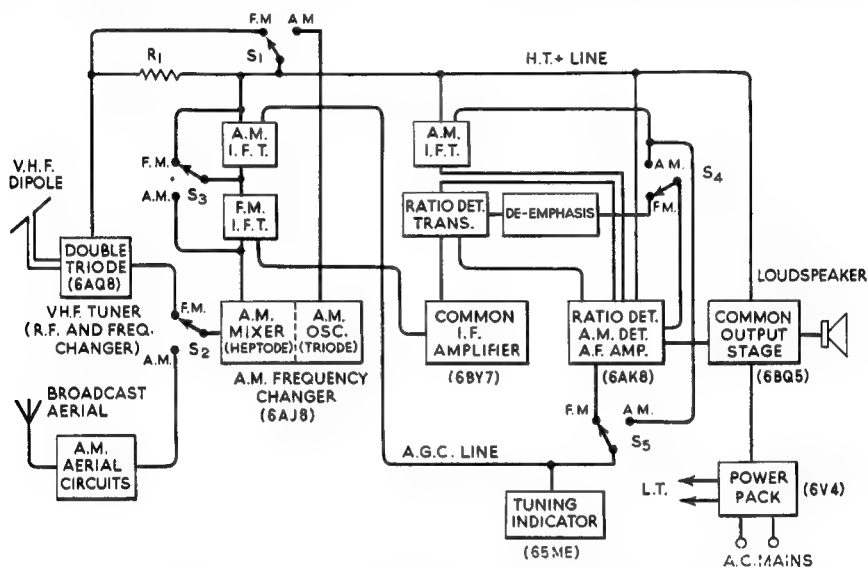 F.M. A.M
S1
R1
H.T.+ LINE
A.M.
I.F.T.
A.M.
I.F.T.
V.H.F.
DIPOLE
F.M.
S3
A.M.
A.M.
S4
F.M.
F.M.
I.F.T.
RATIO DET.
TRANS.
DE-EMPHASIS
DOUBLE
TRIODE
(6AQ8)
V.H.F. TUNER
(R.F. AND FREQ.
CHANGER)
F.M.
S2
A.M.
A.M.
MIXER
(HEPTODE)
A.M.
OSC.
(TRIODE)
A.M. FREQUENCY
CHANGER
(6AJ8)
COMMON
I.F.
AMPLIFIER
(6BY7)
RATIO DET.
A.M. DET.
A.F. AMP.
(6AK8)
LOUDSPEAKER
COMMON
OUTPUT
STAGE
(6BQ5)
BROADCAST
AERIAL
A.M.
AERIAL
CIRCUITS
F.M A.M.
S5
A.G.C. LINE
TUNING
INDICATOR
(65ME)
L.T.
POWER
PACK
(6V4)
A.C. MAINS